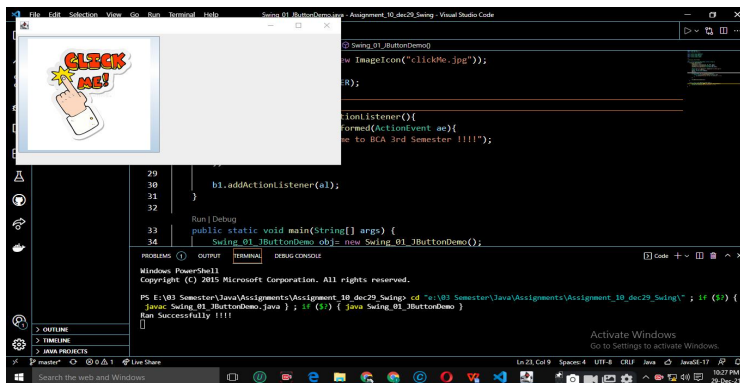 File Edit Selection View Go Run Terminal Help
Swing_01_JButtonDemo.java - Assignment_10_dec29_Swing - Visual Studio Code
Swing_01_JButtonDemo()
CLICK
ME!
ew ImageIcon("clickMe.jpg"));
ER);
tionListener(){
formed(ActionEvent ae){
me to BCA 3rd Semester !!!!");
29
30 b1.addActionListener(al);
31 }
32
Run | Debug
33 public static void main(String[] args) {
34 Swing_01_JButtonDemo obj= new Swing_01_JButtonDemo();
PROBLEMS 1 OUTPUT TERMINAL DEBUG CONSOLE
Code
Windows PowerShell
Copyright (C) 2015 Microsoft Corporation. All rights reserved.
PS E:\03 Semester\Java\Assignments\Assignment_10_dec29_Swing> cd "e:\03 Semester\Java\Assignments\Assignment_10_dec29_Swing\" ; if ($?) {
javac Swing_01_JButtonDemo.java } ; if ($?) { java Swing_01_JButtonDemo }
Ran Successfully !!!!
OUTLINE
TIMELINE
JAVA PROJECTS
Activate Windows
Go to Settings to activate Windows.
master* 0 1 Live Share
Ln 23, Col 9 Spaces: 4 UTF-8 CRLF Java JavaSE-17
Search the web and Windows
10:27 PM